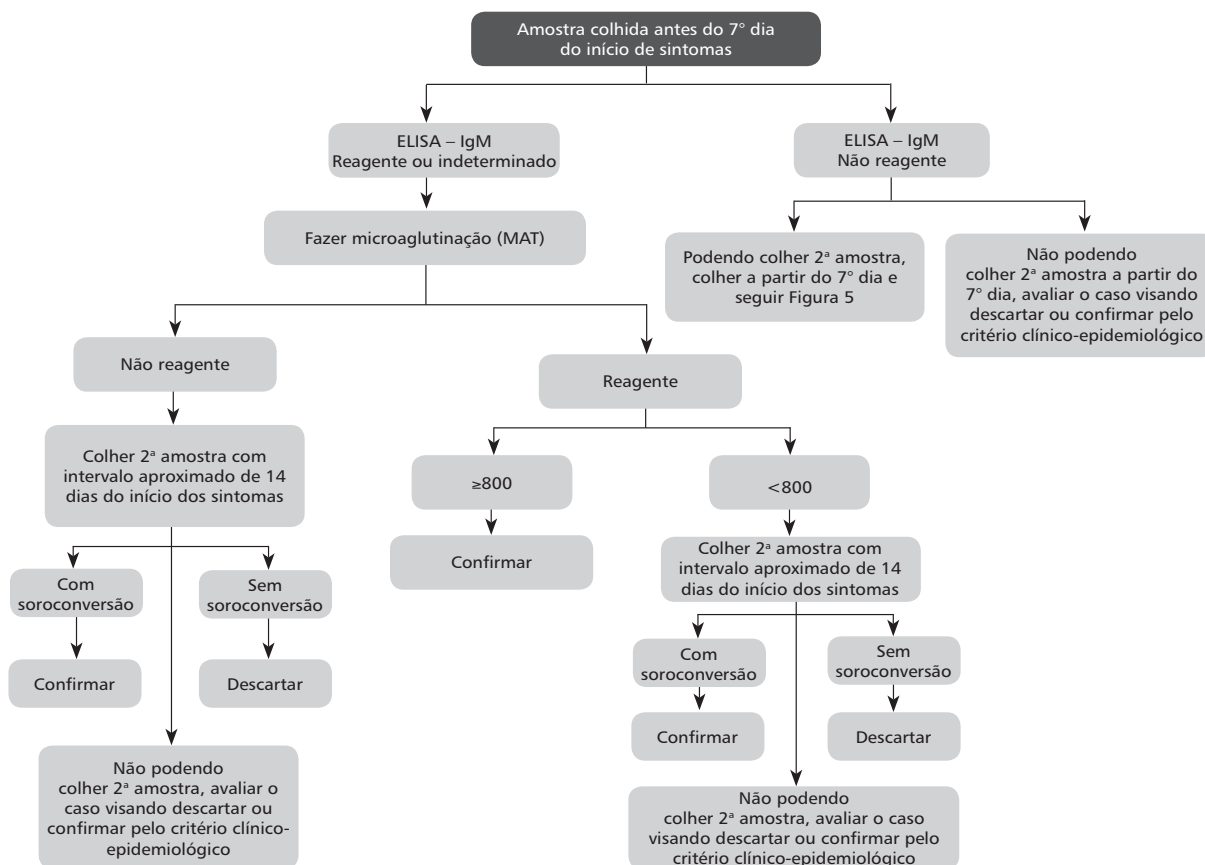 Amostra colhida antes do 7° dia
do início de sintomas
ELISA – IgM
Reagente ou indeterminado
ELISA – IgM
Não reagente
Fazer microaglutinação (MAT)
Podendo colher 2ª amostra,
colher a partir do 7° dia e
seguir Figura 5
Não podendo
colher 2ª amostra a partir do
7° dia, avaliar o caso visando
descartar ou confirmar pelo
critério clínico-epidemiológico
Não reagente
Reagente
Colher 2ª amostra com
intervalo aproximado de 14
dias do início dos sintomas
≥800
<800
Confirmar
Colher 2ª amostra com
intervalo aproximado de 14
dias do início dos sintomas
Com
soroconversão
Sem
soroconversão
Confirmar
Descartar
Com
soroconversão
Sem
soroconversão
Confirmar
Descartar
Não podendo
colher 2ª amostra, avaliar o
caso visando descartar ou
confirmar pelo critério clínico-
epidemiológico
Não podendo
colher 2ª amostra, avaliar o caso
visando descartar ou confirmar pelo
critério clínico-epidemiológico